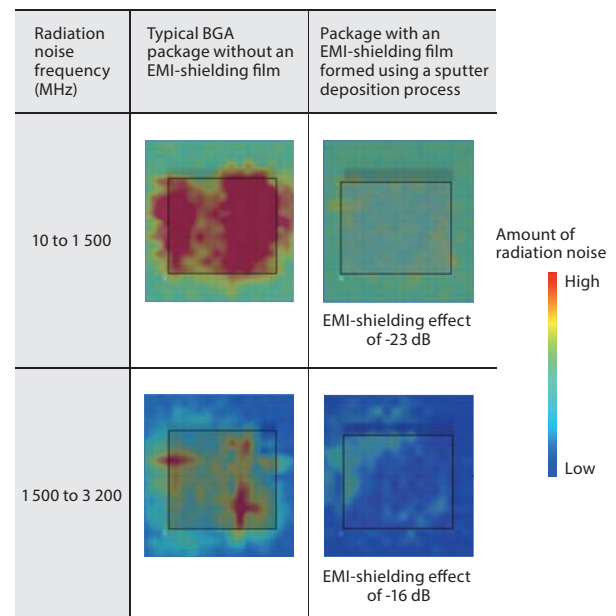 Radiation
noise
frequency
(MHz)
Typical BGA
package without an
EMI-shielding film
Package with an
EMI-shielding film
formed using a sputter
deposition process
10 to 1 500
EMI-shielding effect
of -23 dB
1 500 to 3 200
EMI-shielding effect
of -16 dB
Amount of
radiation noise
High
Low